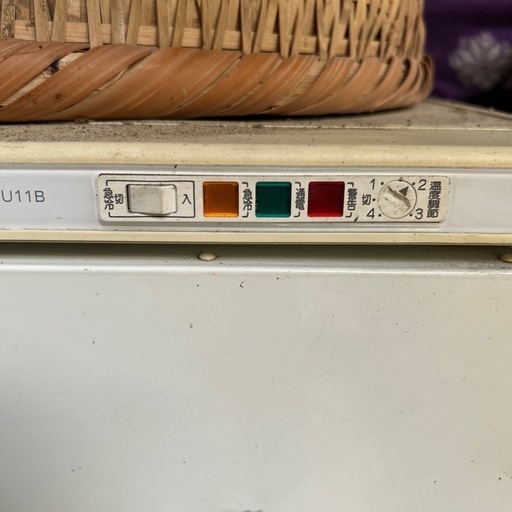 U11B
急冷 切 入
急冷
通電
警告
切 1 2 3 4
温度調節